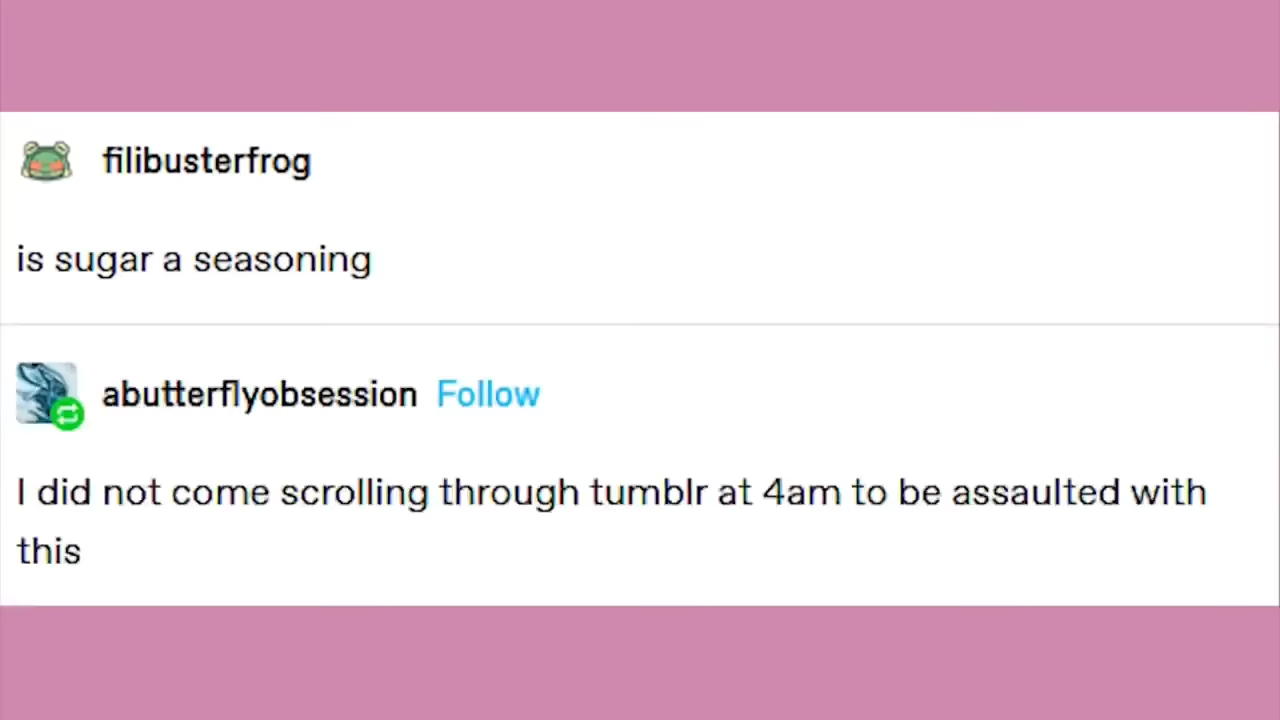 filibusterfrog
is sugar a seasoning
abutterflyobsession Follow
I did not come scrolling through tumblr at 4am to be assaulted with
this